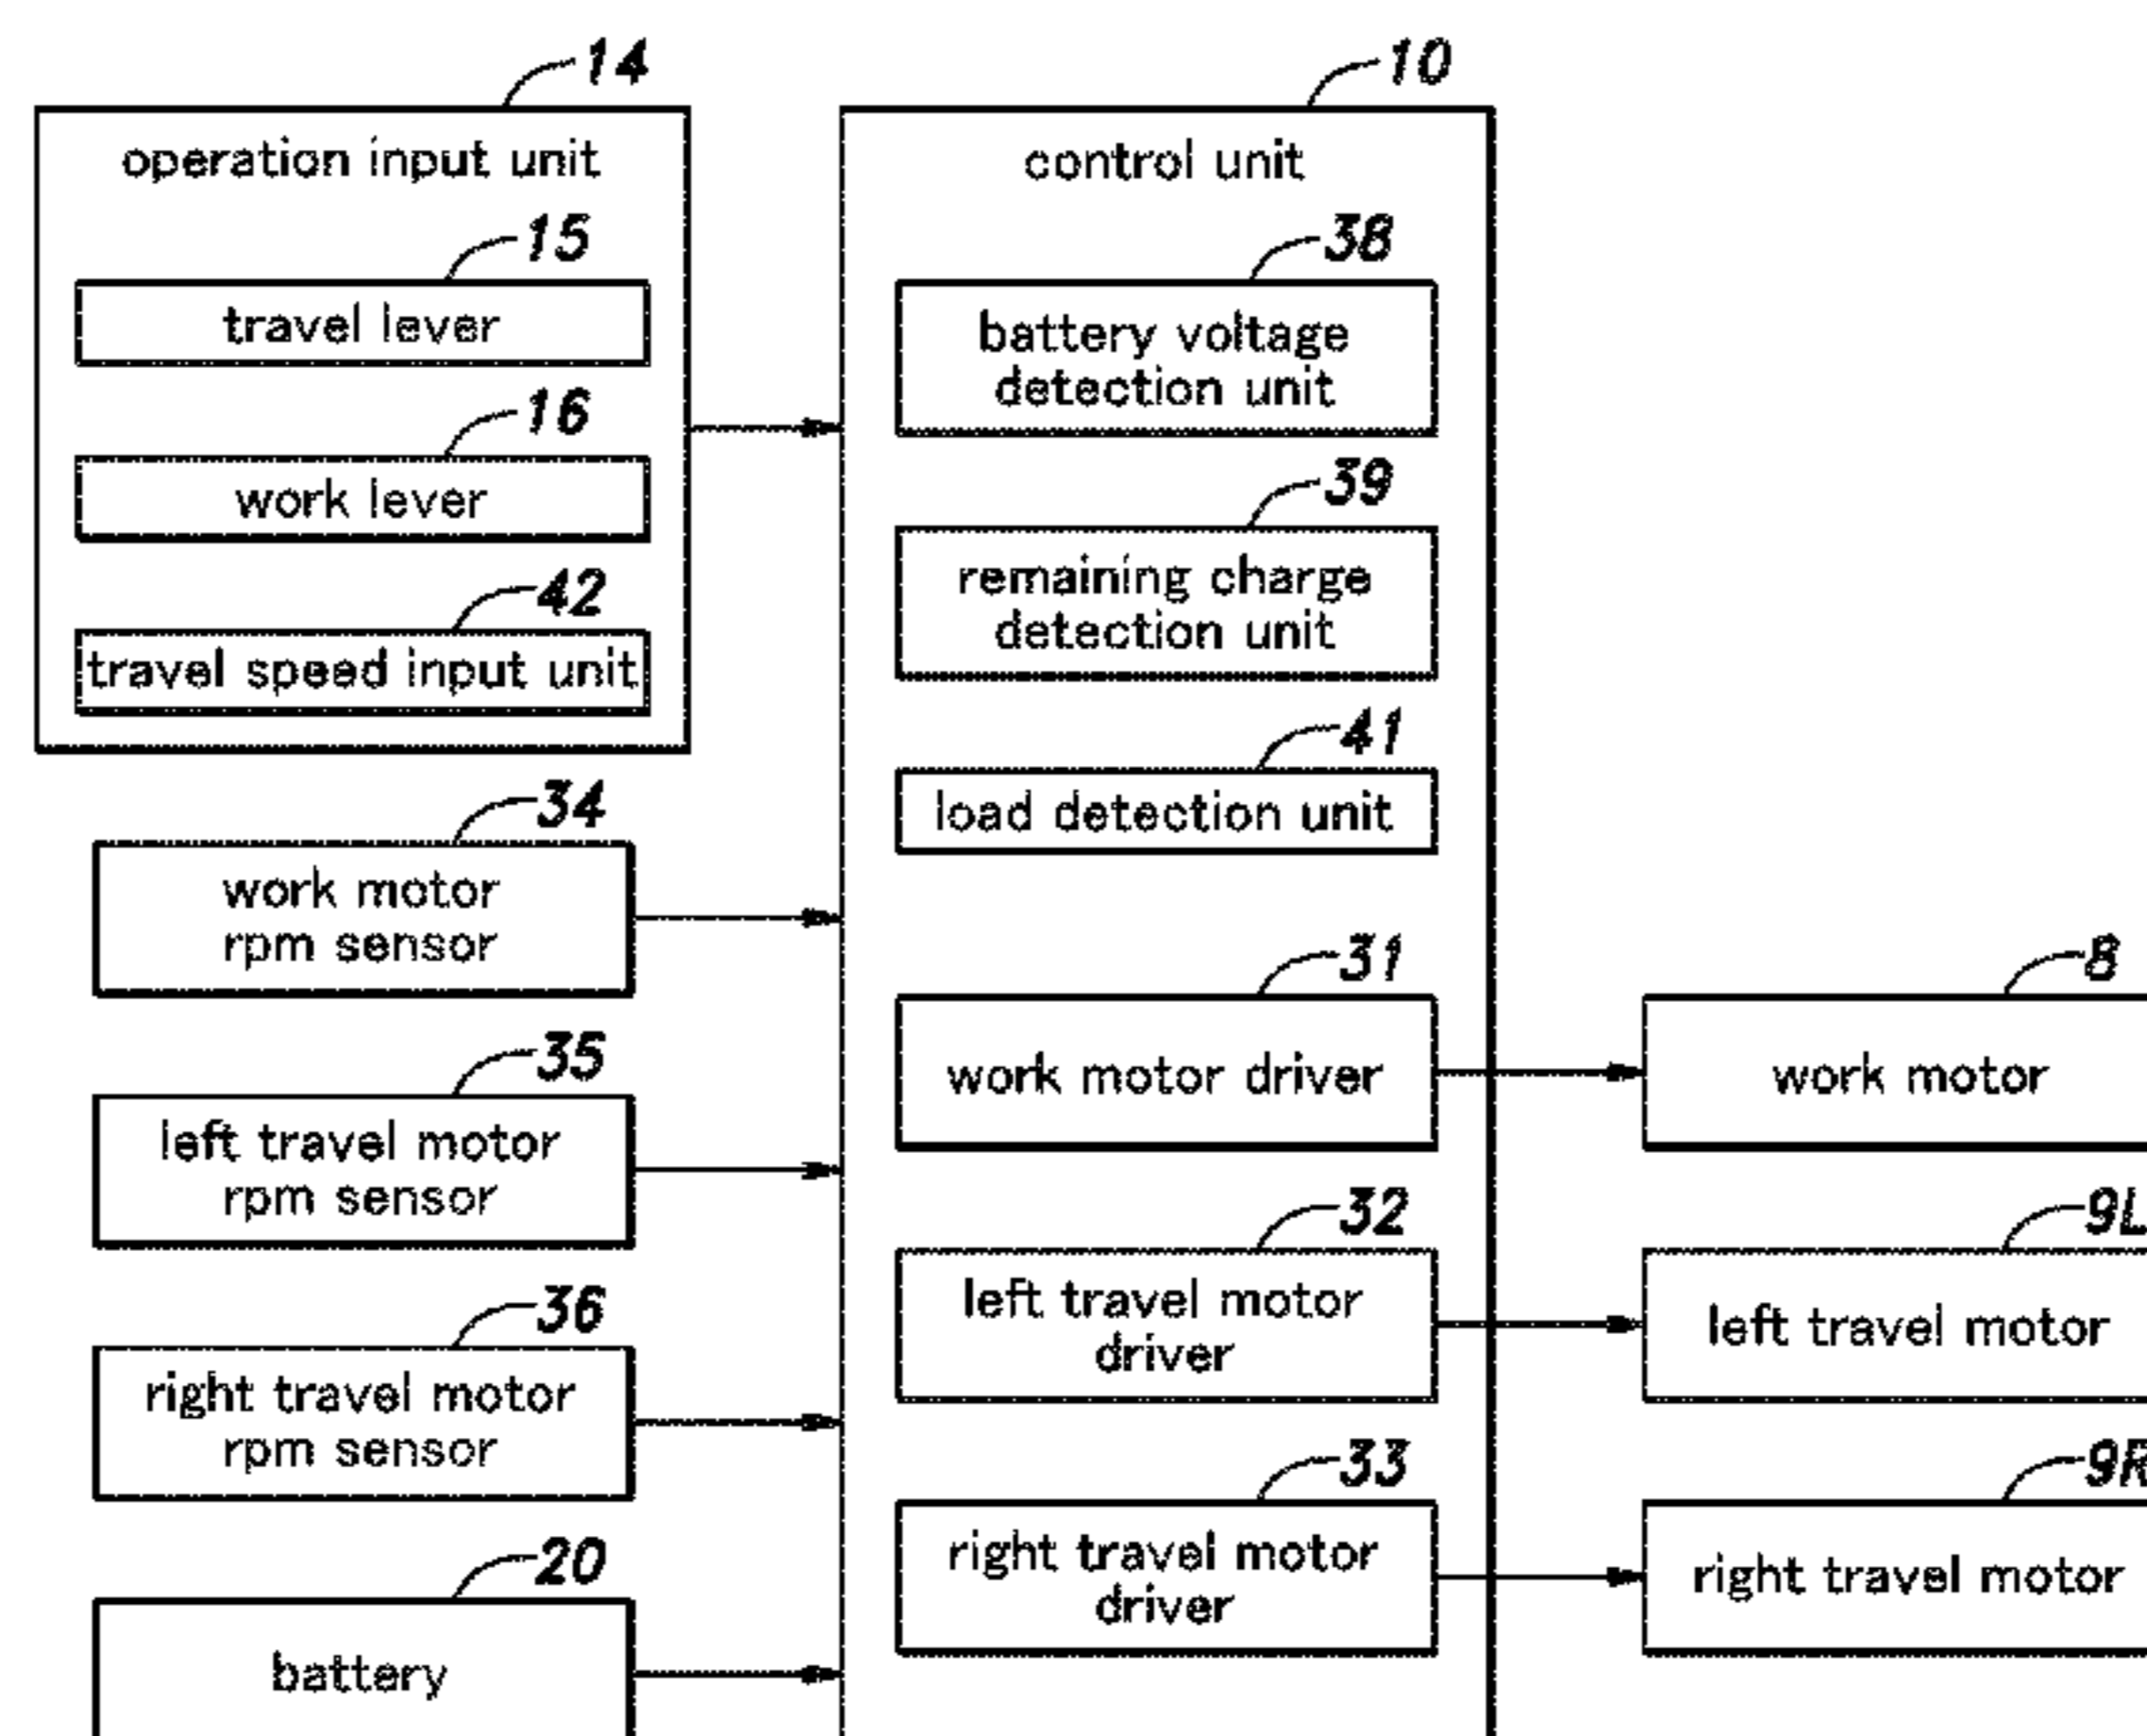 14
operation input unit
15
travel lever
16
work lever
42
travel speed input unit
34
work motor
rpm sensor
35
left travel motor
rpm sensor
36
right travel motor
rpm sensor
20
battery
10
control unit
38
battery voltage
detection unit
39
remaining charge
detection unit
41
load detection unit
31
work motor driver
32
left travel motor
driver
33
right travel motor
driver
8
work motor
9L
left travel motor
9R
right travel motor